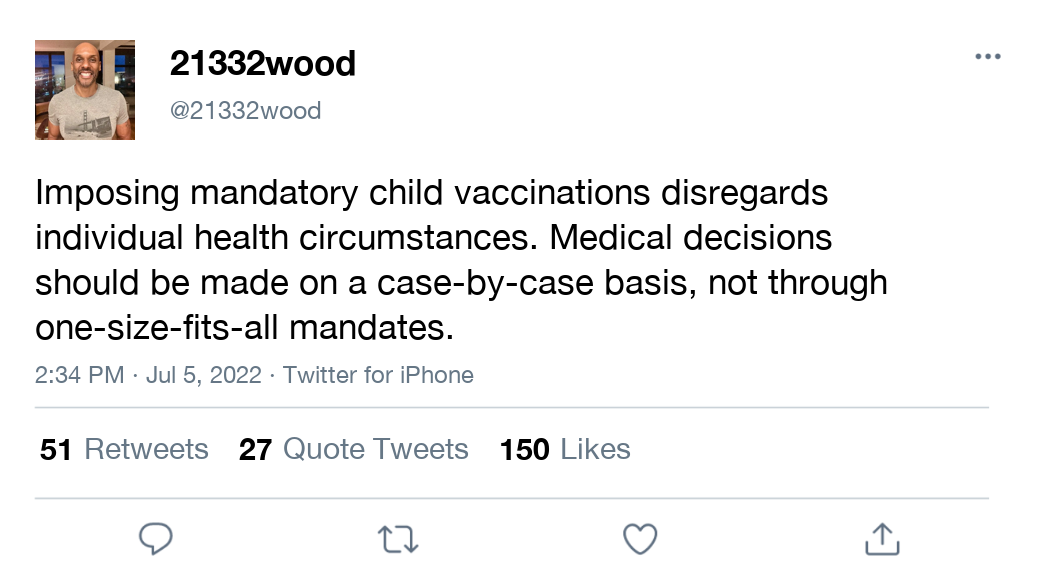 21332wood
@21332wood
Imposing mandatory child vaccinations disregards
individual health circumstances. Medical decisions
should be made on a case-by-case basis, not through
one-size-fits-all mandates.
2:34 PM · Jul 5, 2022 · Twitter for iPhone
51 Retweets 27 Quote Tweets 150 Likes